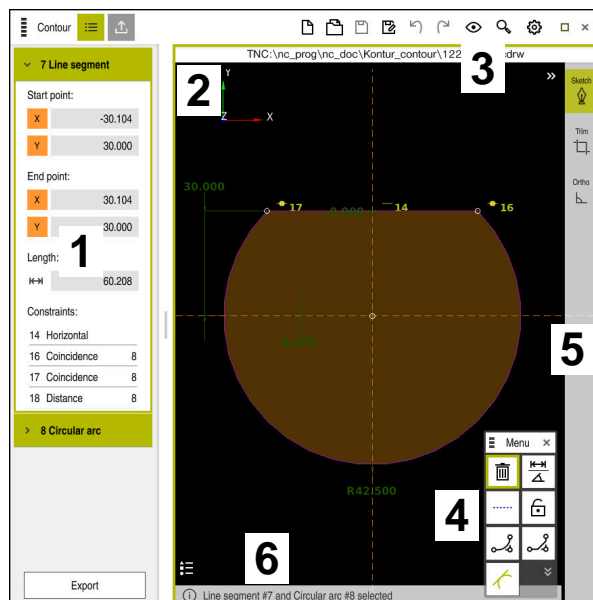 Contour
TNC:\nc_prog\nc_doc\Kontur_contour\122
drw
3
7 Line segment
Start point:
X -30.104
Y 30.000
End point:
X 30.104
Y 30.000
Length:
60.208
1
Constraints:
14 Horizontal
16 Coincidence 8
17 Coincidence 8
18 Distance 8
8 Circular arc
Export
2
Y
Z X
30.000
17
0.000
14
16
R42.500
Sketch
Trim
Ortho
5
Menu
4
6
Line segment #7 and Circular arc #8 selected